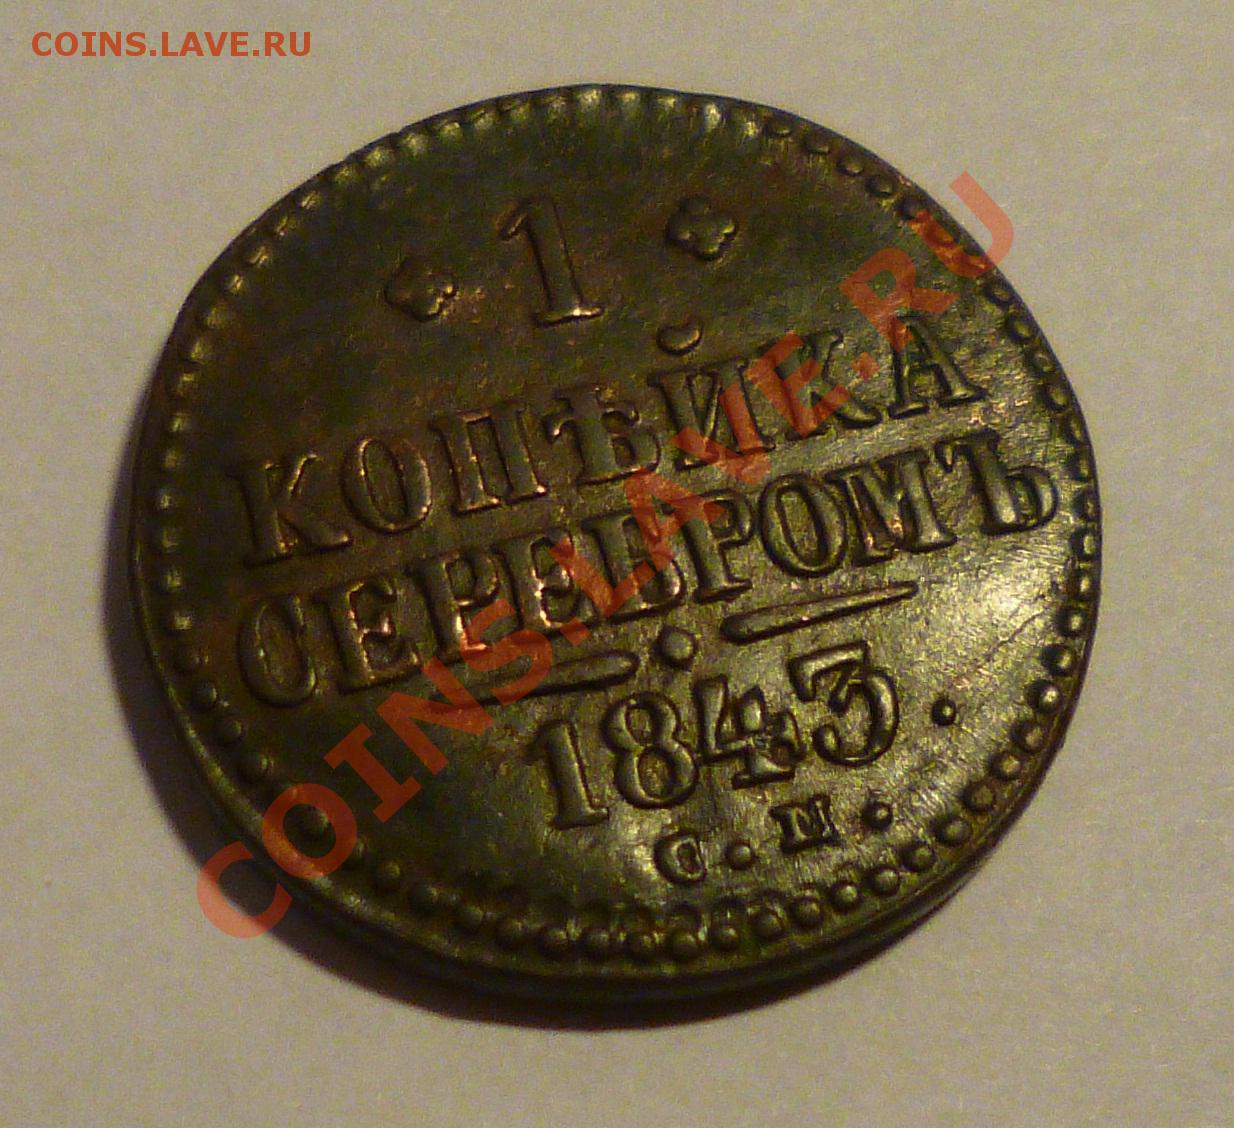 COINS.LAVE.RU
1
КОПѢЙКА
СЕРЕБРОМЪ
1843.
С. М.
COINS.LAVE.RU